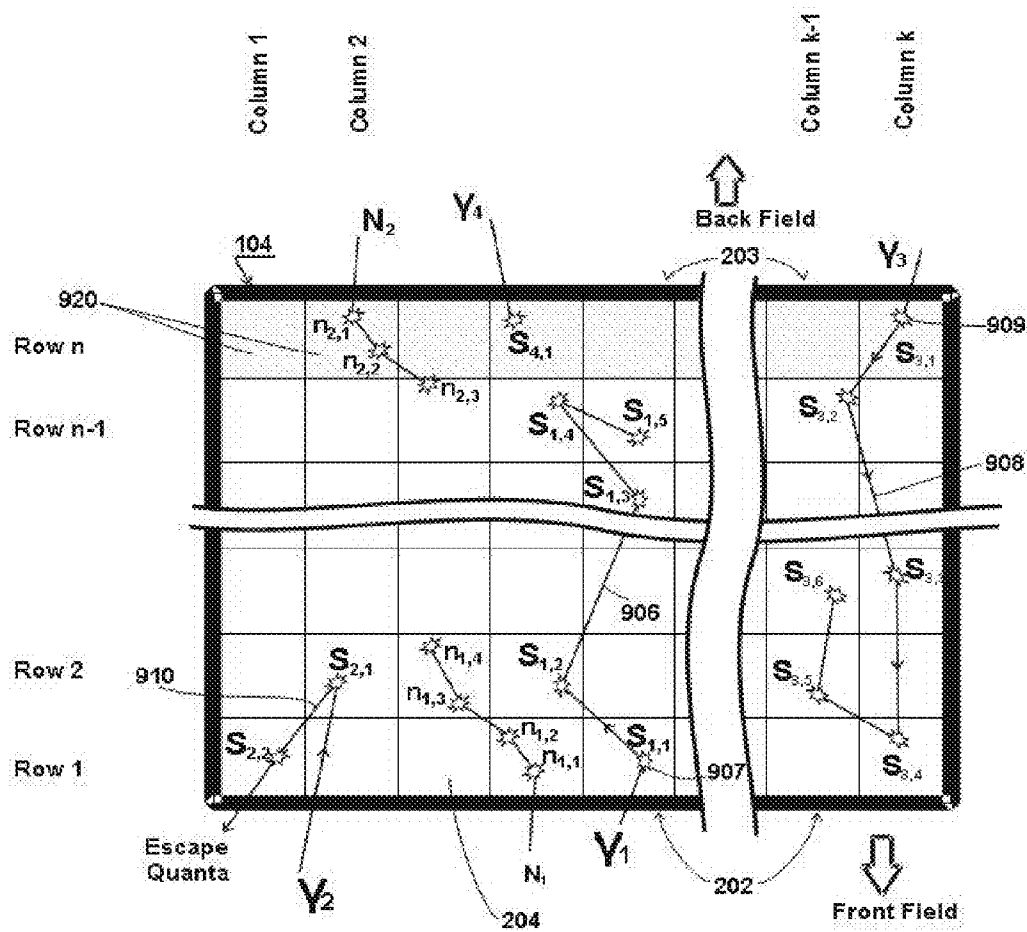 Column 1
Column 2
Column k-1
Column k
Back Field
N₂
Y₄
Y₃
104
203
920
909
Row n
n₂,₁
n₂,₂
n₂,₃
S₄,₁
S₃,₁
S₃,₂
Row n-1
S₁,₄
S₁,₅
S₁,₃
908
S₃,₃
S₃,₆
906
Row 2
910
S₂,₁
n₁,₄
n₁,₃
S₁,₂
S₃,₅
S₂,₂
n₁,₂
n₁,₁
S₁,₁
S₃,₄
Row 1
907
Escape
Quanta
Y₂
N₁
Y₁
202
204
Front Field